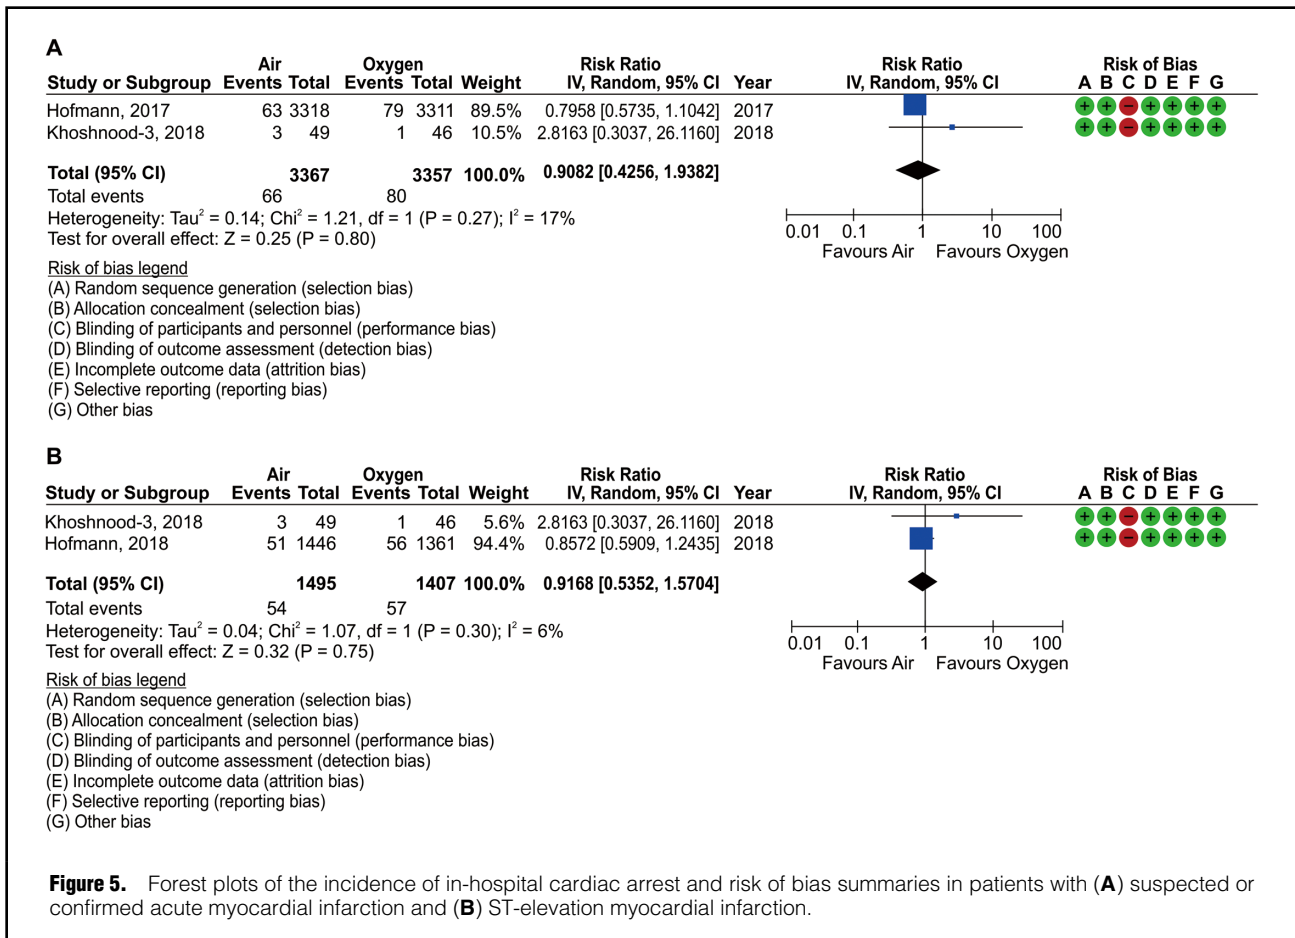 A
Air Oxygen Risk Ratio Risk Ratio Risk of Bias
Study or Subgroup Events Total Events Total Weight IV, Random, 95% CI Year IV, Random, 95% CI A B C D E F G
Hofmann, 2017 63 3318 79 3311 89.5% 0.7958 [0.5735, 1.1042] 2017 + + − + + + +
Khoshnood-3, 2018 3 49 1 46 10.5% 2.8163 [0.3037, 26.1160] 2018 + + − + + + +
Total (95% CI) 3367 3357 100.0% 0.9082 [0.4256, 1.9382]
Total events 66 80
Heterogeneity: Tau² = 0.14; Chi² = 1.21, df = 1 (P = 0.27); I² = 17%
Test for overall effect: Z = 0.25 (P = 0.80)
0.01 0.1 1 10 100
Favours Air Favours Oxygen
Risk of bias legend
(A) Random sequence generation (selection bias)
(B) Allocation concealment (selection bias)
(C) Blinding of participants and personnel (performance bias)
(D) Blinding of outcome assessment (detection bias)
(E) Incomplete outcome data (attrition bias)
(F) Selective reporting (reporting bias)
(G) Other bias
B
Air Oxygen Risk Ratio Risk Ratio Risk of Bias
Study or Subgroup Events Total Events Total Weight IV, Random, 95% CI Year IV, Random, 95% CI A B C D E F G
Khoshnood-3, 2018 3 49 1 46 5.6% 2.8163 [0.3037, 26.1160] 2018 + + − + + + +
Hofmann, 2018 51 1446 56 1361 94.4% 0.8572 [0.5909, 1.2435] 2018 + + − + + + +
Total (95% CI) 1495 1407 100.0% 0.9168 [0.5352, 1.5704]
Total events 54 57
Heterogeneity: Tau² = 0.04; Chi² = 1.07, df = 1 (P = 0.30); I² = 6%
Test for overall effect: Z = 0.32 (P = 0.75)
0.01 0.1 1 10 100
Favours Air Favours Oxygen
Risk of bias legend
(A) Random sequence generation (selection bias)
(B) Allocation concealment (selection bias)
(C) Blinding of participants and personnel (performance bias)
(D) Blinding of outcome assessment (detection bias)
(E) Incomplete outcome data (attrition bias)
(F) Selective reporting (reporting bias)
(G) Other bias
Figure 5. Forest plots of the incidence of in-hospital cardiac arrest and risk of bias summaries in patients with (A) suspected or
confirmed acute myocardial infarction and (B) ST-elevation myocardial infarction.